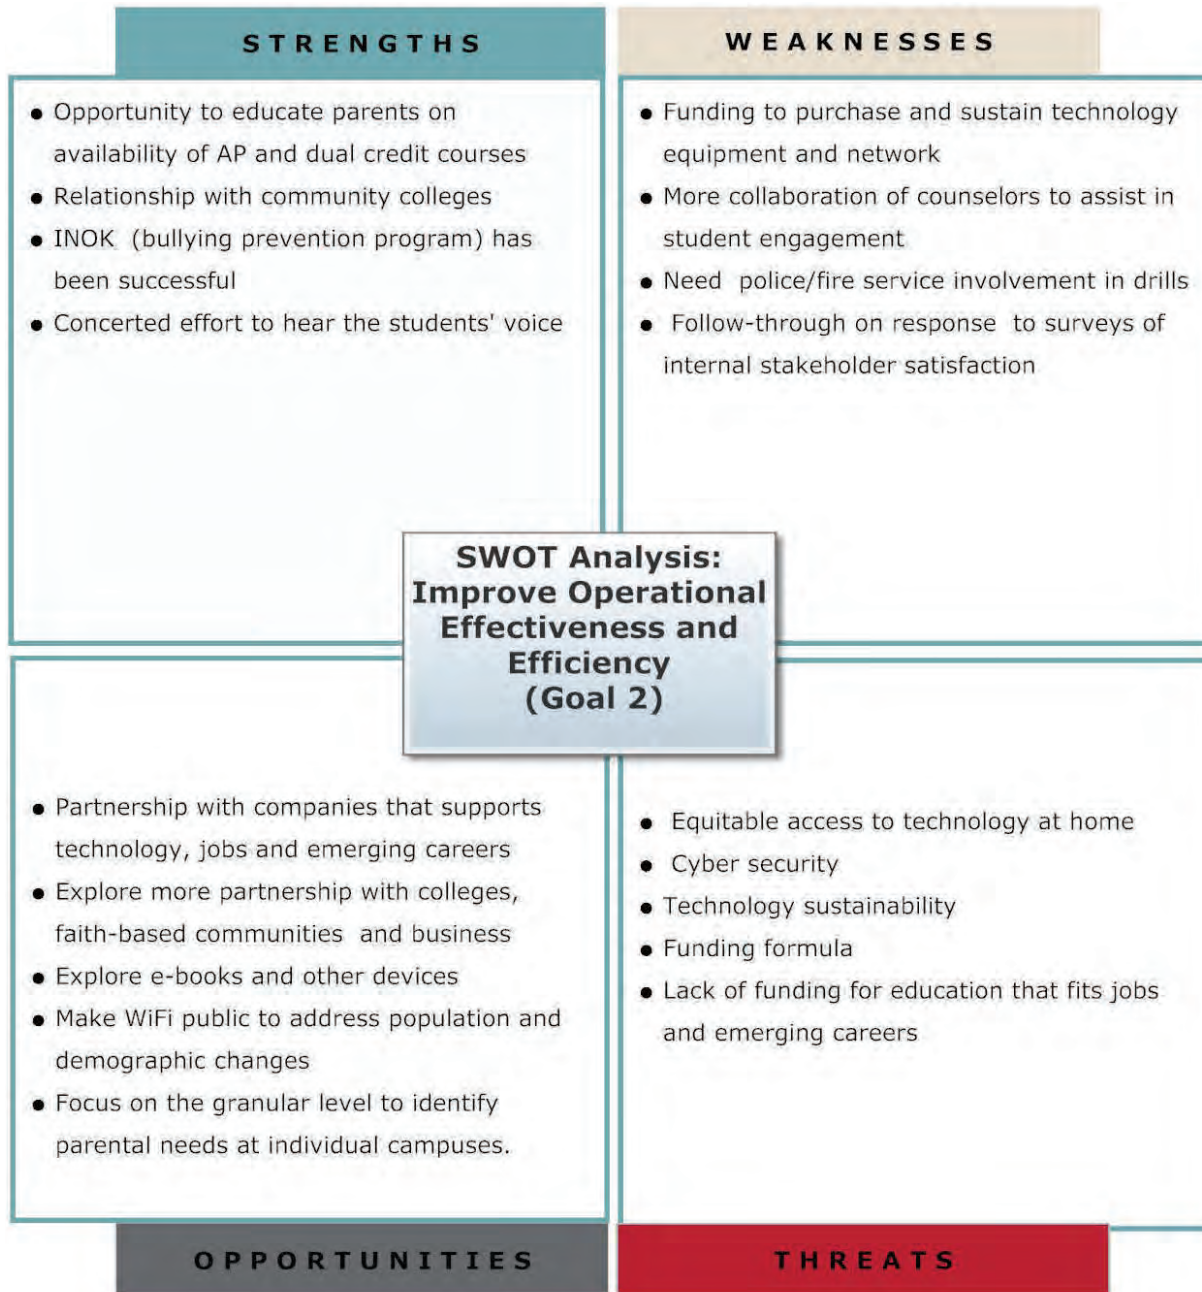 STRENGTHS
● Opportunity to educate parents on
availability of AP and dual credit courses
● Relationship with community colleges
● INOK (bullying prevention program) has
been successful
● Concerted effort to hear the students' voice
WEAKNESSES
● Funding to purchase and sustain technology
equipment and network
● More collaboration of counselors to assist in
student engagement
● Need police/fire service involvement in drills
● Follow-through on response to surveys of
internal stakeholder satisfaction
SWOT Analysis:
Improve Operational
Effectiveness and
Efficiency
(Goal 2)
● Partnership with companies that supports
technology, jobs and emerging careers
● Explore more partnership with colleges,
faith-based communities and business
● Explore e-books and other devices
● Make WiFi public to address population and
demographic changes
● Focus on the granular level to identify
parental needs at individual campuses.
OPPORTUNITIES
● Equitable access to technology at home
● Cyber security
● Technology sustainability
● Funding formula
● Lack of funding for education that fits jobs
and emerging careers
THREATS